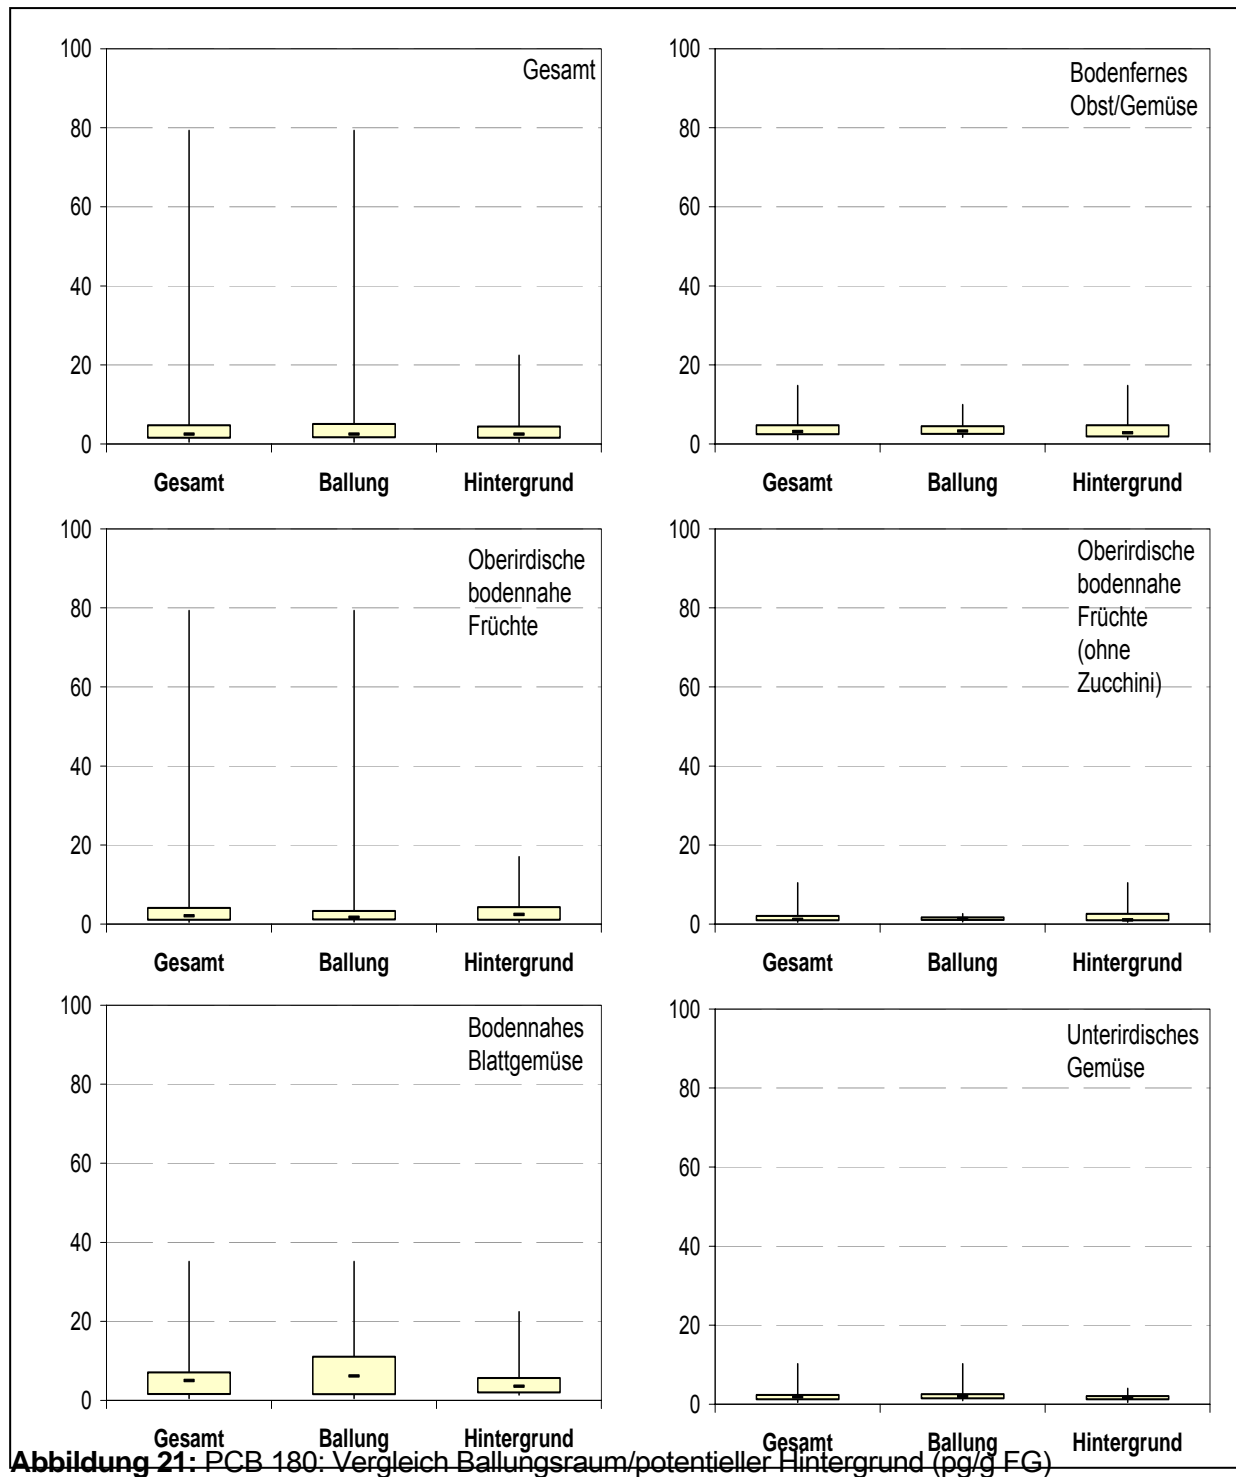 Gesamt
100
80
60
40
20
0
Gesamt Ballung Hintergrund
Bodenfernes
Obst/Gemüse
100
80
60
40
20
0
Gesamt Ballung Hintergrund
Oberirdische
bodennahe
Früchte
100
80
60
40
20
0
Gesamt Ballung Hintergrund
Oberirdische
bodennahe
Früchte
(ohne
Zucchini)
100
80
60
40
20
0
Gesamt Ballung Hintergrund
Bodennahes
Blattgemüse
100
80
60
40
20
0
Gesamt Ballung Hintergrund
Unterirdisches
Gemüse
100
80
60
40
20
0
Gesamt Ballung Hintergrund
Abbildung 21: PCB 180: Vergleich Ballungsraum/potentieller Hintergrund (pg/g FG)